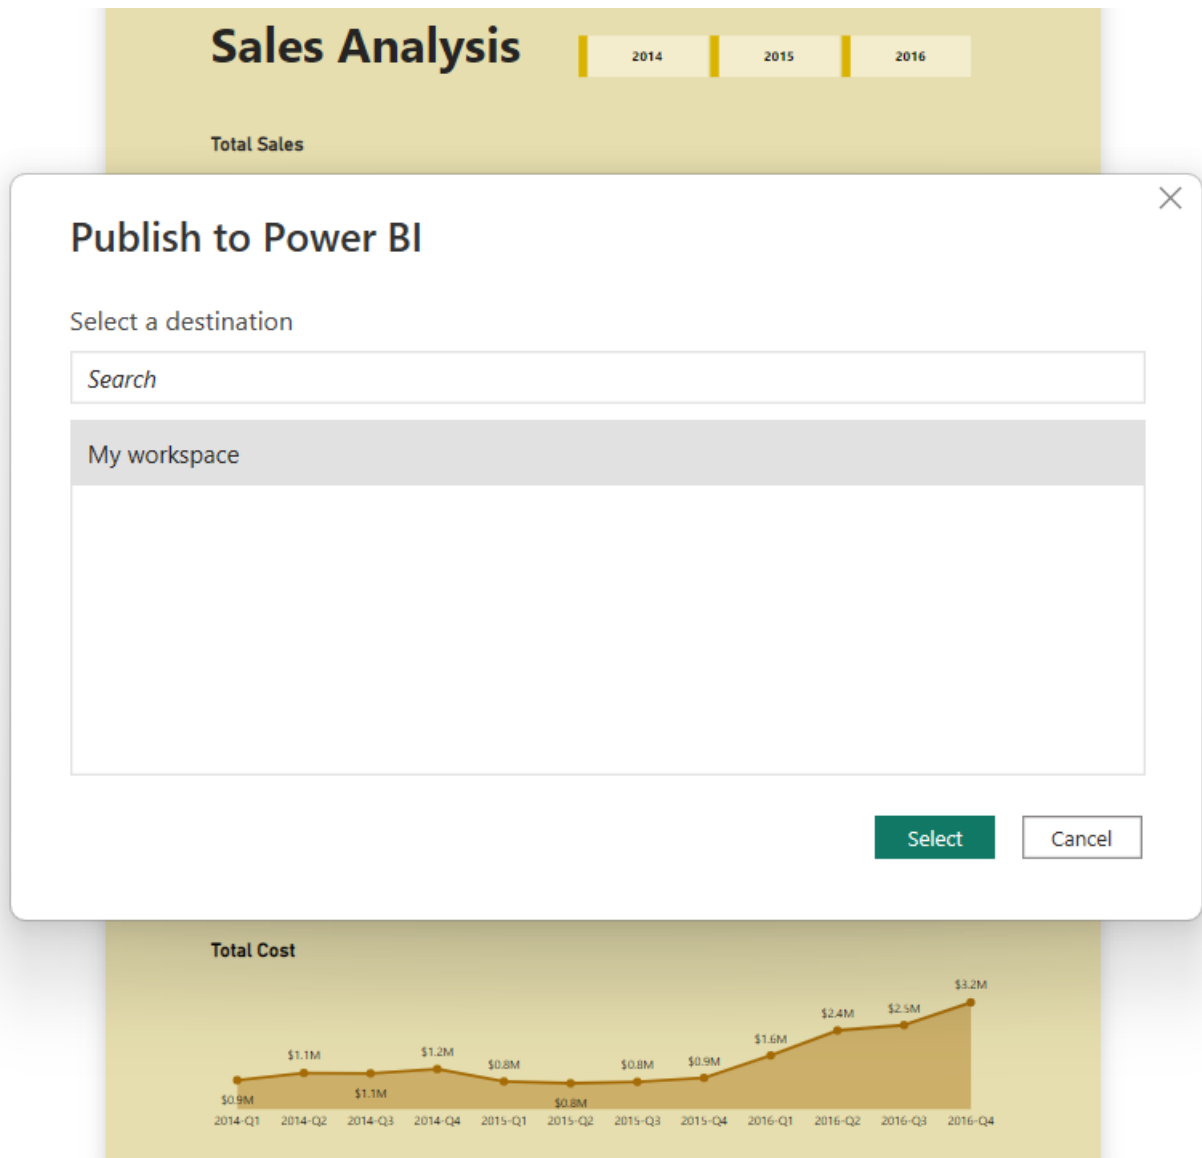 Sales Analysis
2014 2015 2016
Total Sales
Publish to Power BI
Select a destination
Search
My workspace
Select Cancel
Total Cost
$3.2M
$2.4M $2.5M
$1.6M
$1.1M $1.2M $0.8M $0.8M $0.9M
$0.9M $1.1M $0.8M
2014-Q1 2014-Q2 2014-Q3 2014-Q4 2015-Q1 2015-Q2 2015-Q3 2015-Q4 2016-Q1 2016-Q2 2016-Q3 2016-Q4